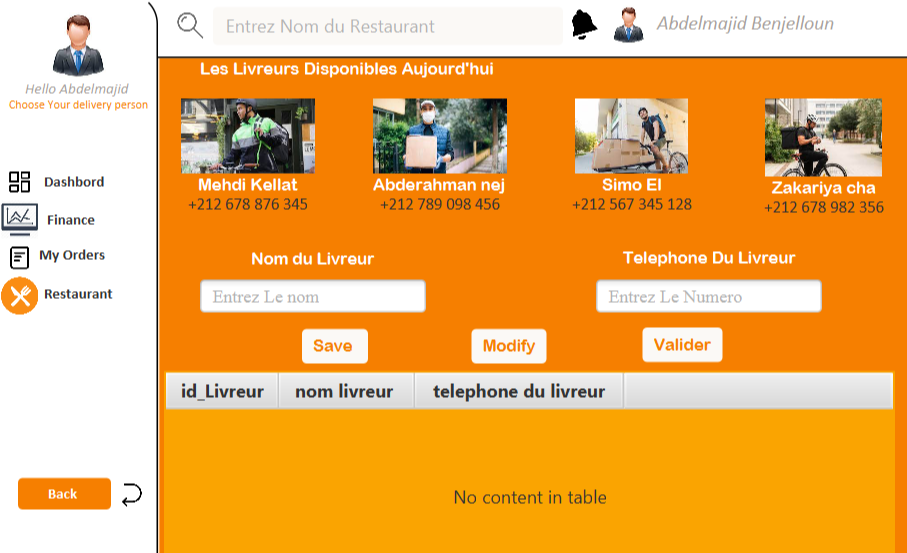 Hello Abdelmajid
Choose Your delivery person
Dashbord
Finance
My Orders
Restaurant
Back
Entrez Nom du Restaurant
Abdelmajid Benjelloun
Les Livreurs Disponibles Aujourd'hui
Mehdi Kellat
+212 678 876 345
Abderahman nej
+212 789 098 456
Simo El
+212 567 345 128
Zakariya cha
+212 678 982 356
Nom du Livreur
Entrez Le nom
Telephone Du Livreur
Entrez Le Numero
Save
Modify
Valider
id_Livreur
nom livreur
telephone du livreur
No content in table